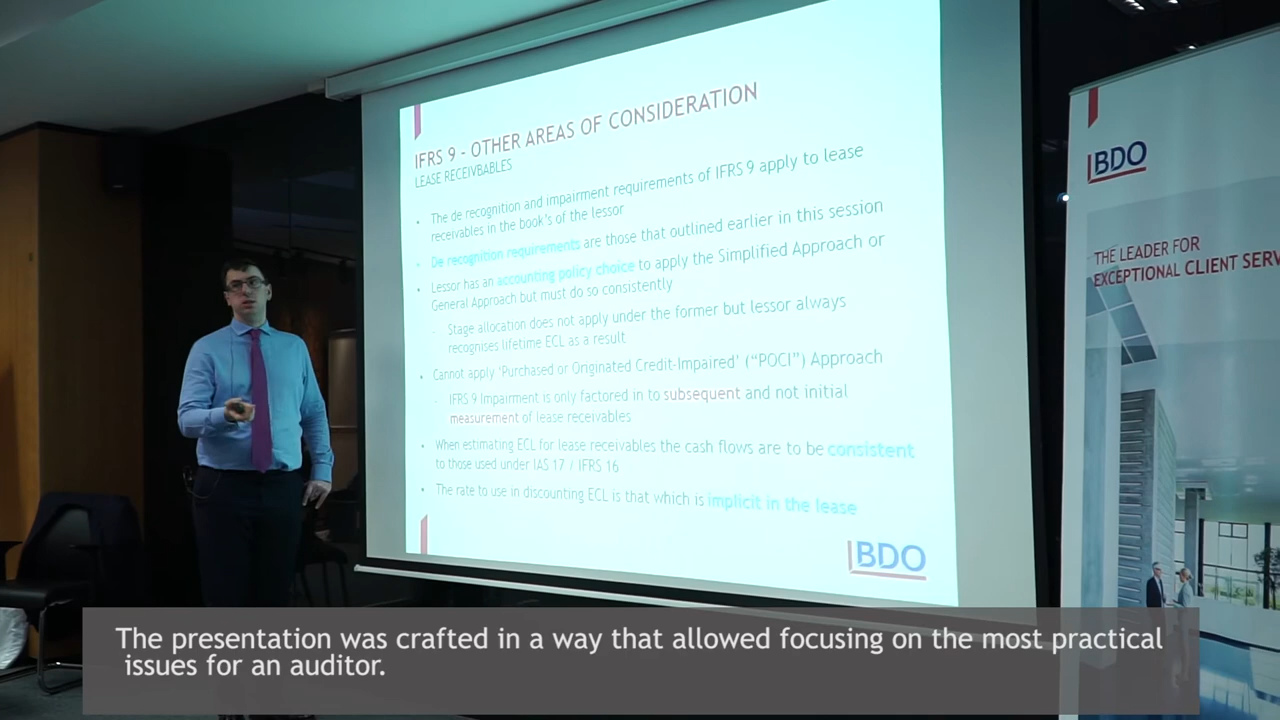 IFRS 9 - OTHER AREAS OF CONSIDERATION
LEASE RECEIVBABLES
• The de recognition and impairment requirements of IFRS 9 apply to lease
receivables in the book's of the lessor
• De recognition requirements are those that outlined earlier in this session
• Lessor has an accounting policy choice to apply the Simplified Approach or
General Approach but must do so consistently
- Stage allocation does not apply under the former but lessor always
recognises lifetime ECL as a result
• Cannot apply 'Purchased or Originated Credit-Impaired' ("POCI") Approach
- IFRS 9 Impairment is only factored in to subsequent and not initial
measurement of lease receivables
• When estimating ECL for lease receivables the cash flows are to be consistent
to those used under IAS 17 / IFRS 16
• The rate to use in discounting ECL is that which is implicit in the lease
BDO
BDO
THE LEADER FOR
EXCEPTIONAL CLIENT SERV
The presentation was crafted in a way that allowed focusing on the most practical
issues for an auditor.